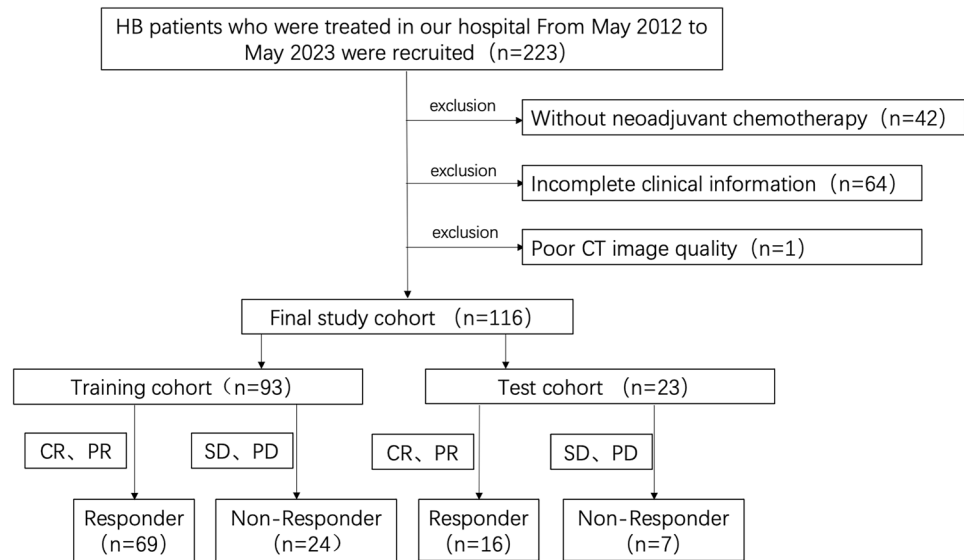 HB patients who were treated in our hospital From May 2012 to
May 2023 were recruited（n=223）
exclusion
Without neoadjuvant chemotherapy（n=42）
exclusion
Incomplete clinical information（n=64）
exclusion
Poor CT image quality（n=1）
Final study cohort （n=116）
Training cohort（n=93）
Test cohort （n=23）
CR、PR
SD、PD
CR、PR
SD、PD
Responder
(n=69)
Non-Responder
(n=24）
Responder
(n=16)
Non-Responder
(n=7)